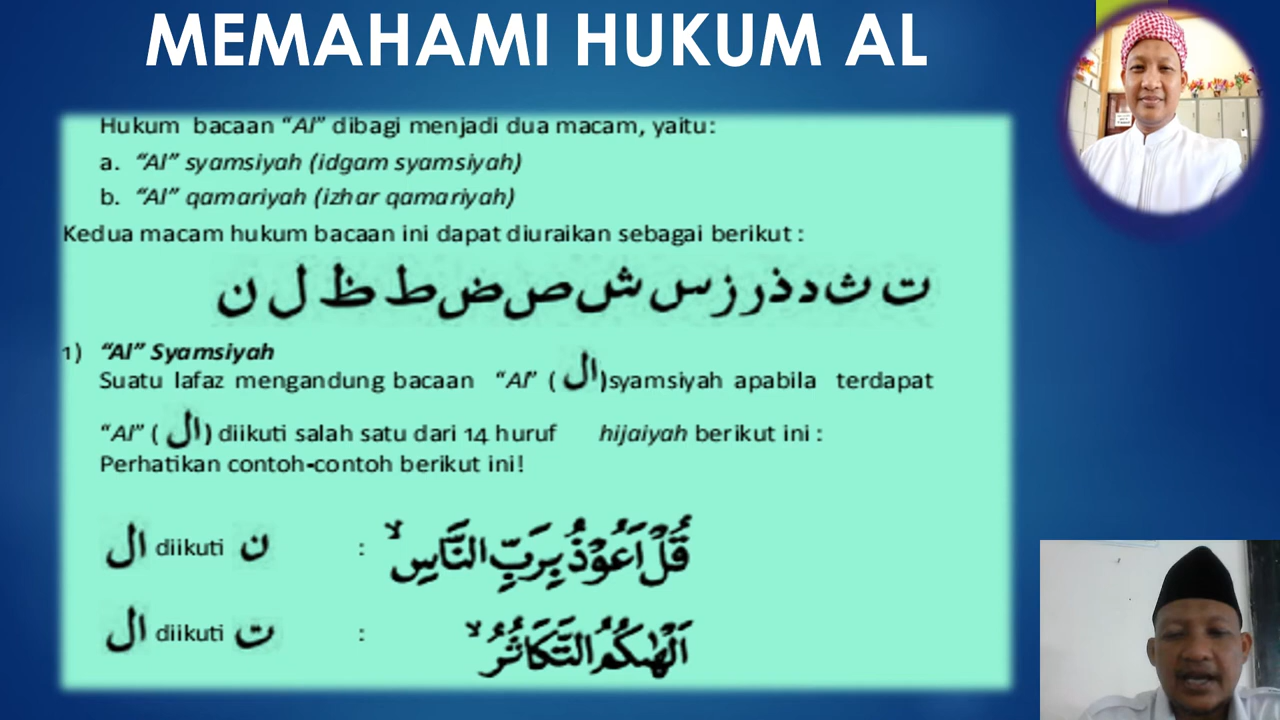 MEMAHAMI HUKUM AL
Hukum bacaan “Al” dibagi menjadi dua macam, yaitu:
a. “Al” syamsiyah (idgam syamsiyah)
b. “Al” qamariyah (izhar qamariyah)
Kedua macam hukum bacaan ini dapat diuraikan sebagai berikut :
ت ث د ذ ر ز س ش ص ض ط ظ ل ن
1) “Al” Syamsiyah
Suatu lafaz mengandung bacaan “Al” ( ال )syamsiyah apabila terdapat
“Al” ( ال ) diikuti salah satu dari 14 huruf hijaiyah berikut ini :
Perhatikan contoh-contoh berikut ini!
ال diikuti ن : قُلْ اَعُوْذُ بِرَبِّ النَّاسِۙ
ال diikuti ت : اَلْهٰىكُمُ التَّكَاثُرُۙ